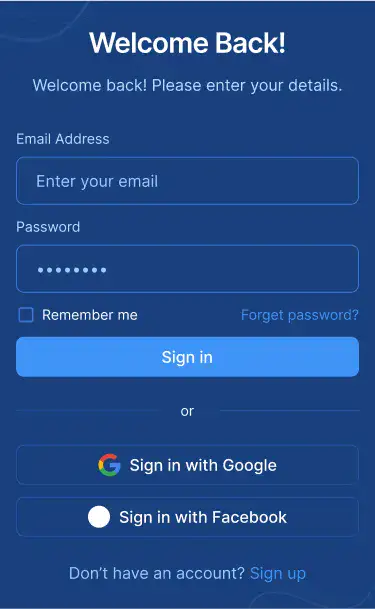 Welcome Back!
Welcome back! Please enter your details.
Email Address
Enter your email
Password
••••••••
Remember me
Forget password?
Sign in
or
Sign in with Google
Sign in with Facebook
Don’t have an account? Sign up